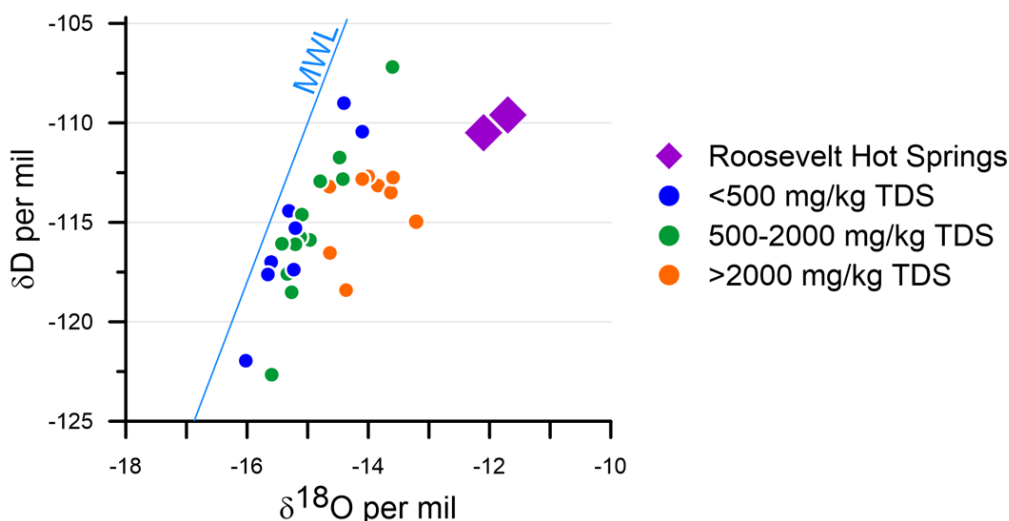 -105
-110
-115
-120
-125
δD per mil
MWL
-18
-16
-14
-12
-10
δ18O per mil
Roosevelt Hot Springs
<500 mg/kg TDS
500-2000 mg/kg TDS
>2000 mg/kg TDS